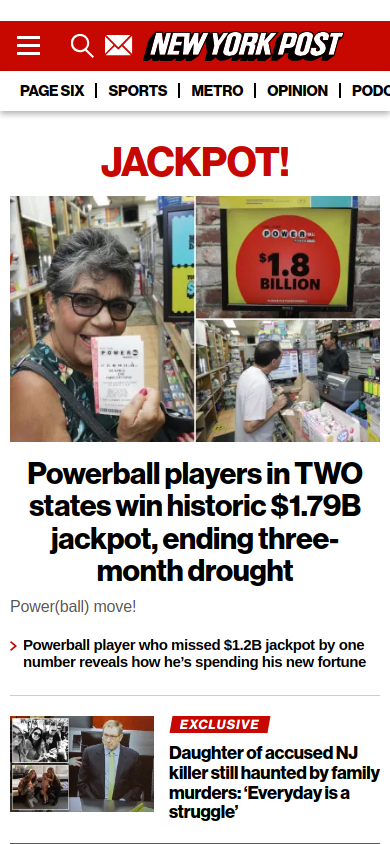 NEW YORK POST
PAGE SIX
SPORTS
METRO
OPINION
PODC
JACKPOT!
POWER
POWER
$1.8
BILLION
Powerball players in TWO
states win historic $1.79B
jackpot, ending three-
month drought
Power(ball) move!
Powerball player who missed $1.2B jackpot by one
number reveals how he’s spending his new fortune
EXCLUSIVE
Daughter of accused NJ
killer still haunted by family
murders: ‘Everyday is a
struggle’